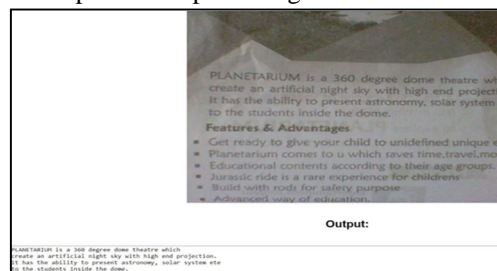 PLANETARIUM is a 360 degree dome theatre
create an artificial night sky with high end
It has the ability to present astronomy, solar system
to the students inside the dome.
Features & Advantages
Get ready to give your child to unidefined unique
Planetarium comes to u which saves time,travel,
Educational contents according to their age groups.
Jurassic ride is a rare experience for childrens
Build with rods for safety purpose
Advanced way of education.
Output:
PLANETARIUM is a 360 degree dome theatre which
create an artificial night sky with high end projection.
it has the ability to present astronomy, solar system ete
to the students inside the dome.